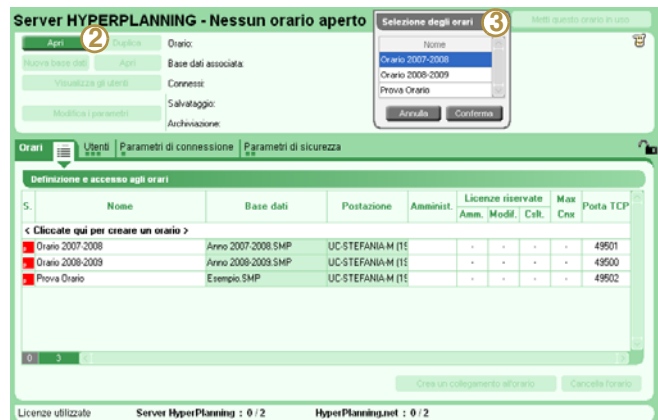 Server HYPERPLANNING - Nessun orario aperto
Selezione degli orari
3
Metti questo orario in uso
Apri
2
Duplica
Orario:
Nome
Orario 2007-2008
Orario 2008-2009
Prova Orario
Annulla
Conferma
Nuova base dati
Apri
Base dati associata:
Visualizza gli utenti
Connessi:
Salvataggio:
Modifica i parametri
Archiviazione:
Orari
Utenti
Parametri di connessione
Parametri di sicurezza
Definizione e accesso agli orari
S.
Nome
Base dati
Postazione
Amminist.
Licenze riservate
Max Cnx
Porta TCP
Amm.
Modif.
Cslt.
< Cliccate qui per creare un orario >
Orario 2007-2008 Anno 2007-2008.SMP UC-STEFANIA-M (15 - - - - 49501
Orario 2008-2009 Anno 2008-2009.SMP UC-STEFANIA-M (15 - - - - 49500
Prova Orario Esempio.SMP UC-STEFANIA-M (15 - - - - 49502
0 3
Crea un collegamento all'orario
Cancella l'orario
Licenze utilizzate Server HyperPlanning : 0 / 2 HyperPlanning.net : 0 / 2